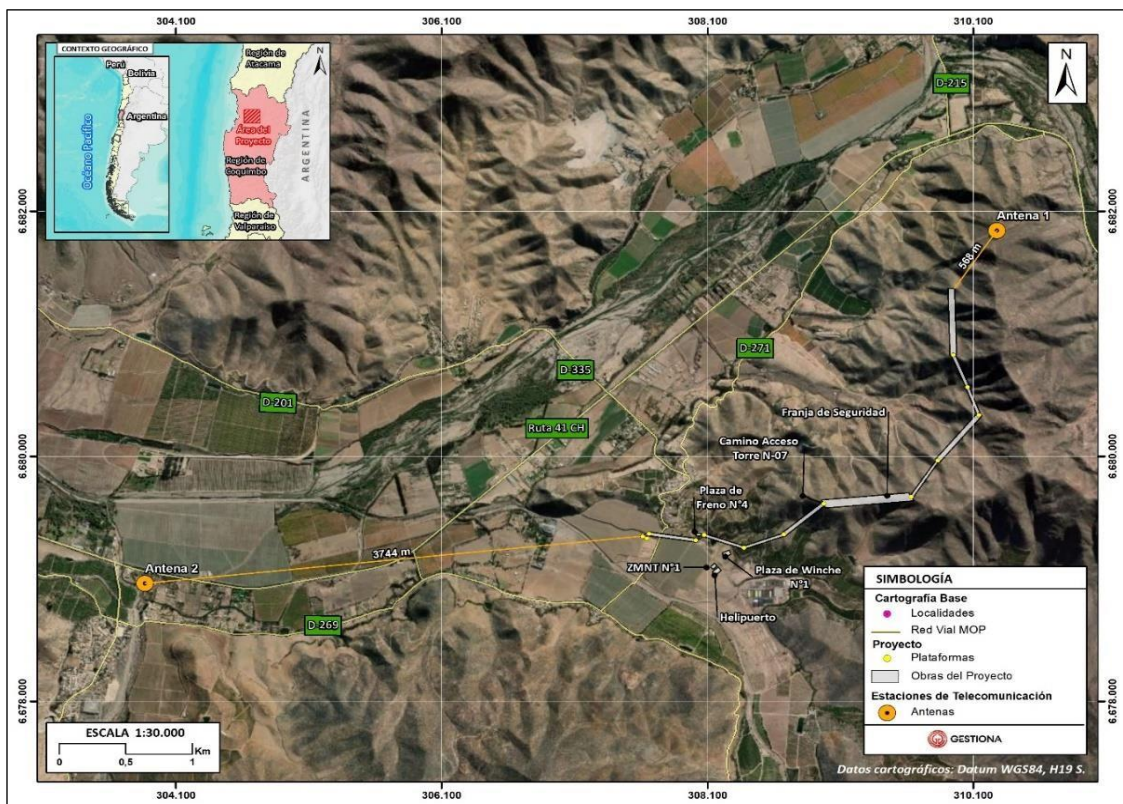 304.100
306.100
308.100
310.100
CONTEXTO GEOGRÁFICO
Perú
Bolivia
Argentina
Océano Pacífico
N
Región de
Atacama
Área del
Proyecto
Región de
Coquimbo
ARGENTINA
Región de
Valparaíso
N
D-215
6.682.000
6.682.000
Antena 1
568 m
D-271
D-335
D-201
Ruta 41 CH
Franja de Seguridad
Camino Acceso
Torre N-07
6.680.000
6.680.000
Plaza de
Freno N°4
3744 m
Antena 2
ZMNT N°1
Plaza de Winche
N°1
Helipuerto
D-269
6.678.000
6.678.000
SIMBOLOGÍA
Cartografía Base
Localidades
Red Vial MOP
Proyecto
Plataformas
Obras del Proyecto
Estaciones de Telecomunicación
Antenas
GESTIONA
ESCALA 1:30.000
0 0,5 1
Km
Datos cartográficos: Datum WGS84, H19 S.
304.100
306.100
308.100
310.100